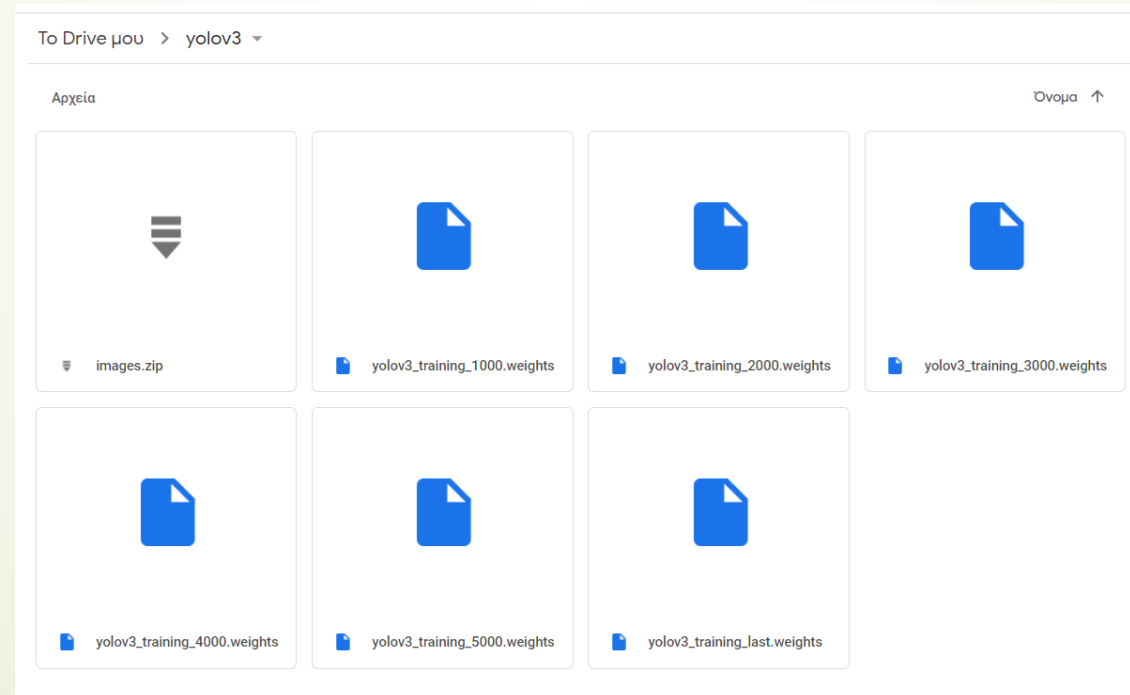 Το Drive μου > yolov3
Αρχεία
Όνομα
images.zip
yolov3_training_1000.weights
yolov3_training_2000.weights
yolov3_training_3000.weights
yolov3_training_4000.weights
yolov3_training_5000.weights
yolov3_training_last.weights